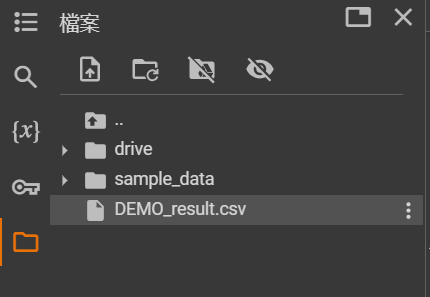 檔案
{x}
..
drive
sample_data
DEMO_result.csv